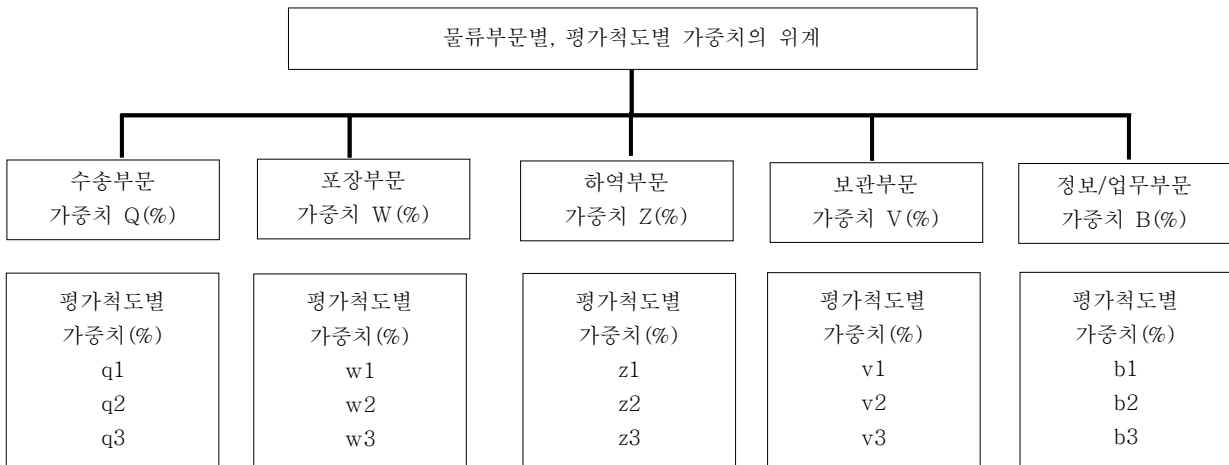 물류부문별, 평가척도별 가중치의 위계
수송부문
가중치 Q(%)
포장부문
가중치 W(%)
하역부문
가중치 Z(%)
보관부문
가중치 V(%)
정보/업무부문
가중치 B(%)
평가척도별
가중치(%)
q1
q2
q3
평가척도별
가중치(%)
w1
w2
w3
평가척도별
가중치(%)
z1
z2
z3
평가척도별
가중치(%)
v1
v2
v3
평가척도별
가중치(%)
b1
b2
b3